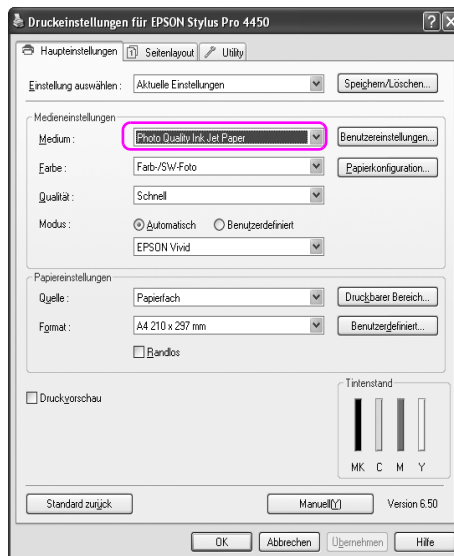 Druckeinstellungen für EPSON Stylus Pro 4450
Haupteinstellungen Seitenlayout Utility
Einstellung auswählen : Aktuelle Einstellungen Speichern/Löschen...
Medieneinstellungen
Medium : Photo Quality Ink Jet Paper Benutzereinstellungen...
Farbe : Farb-/SW-Foto Papierkonfiguration...
Qualität : Schnell
Modus : Automatisch Benutzerdefiniert
EPSON Vivid
Papiereinstellungen
Quelle : Papierfach Druckbarer Bereich...
Format : A4 210 x 297 mm Benutzerdefiniert...
Randlos
Druckvorschau
Tintenstand
MK C M Y
Standard zurück Manuell(Y) Version 6.50
OK Abbrechen Übernehmen Hilfe